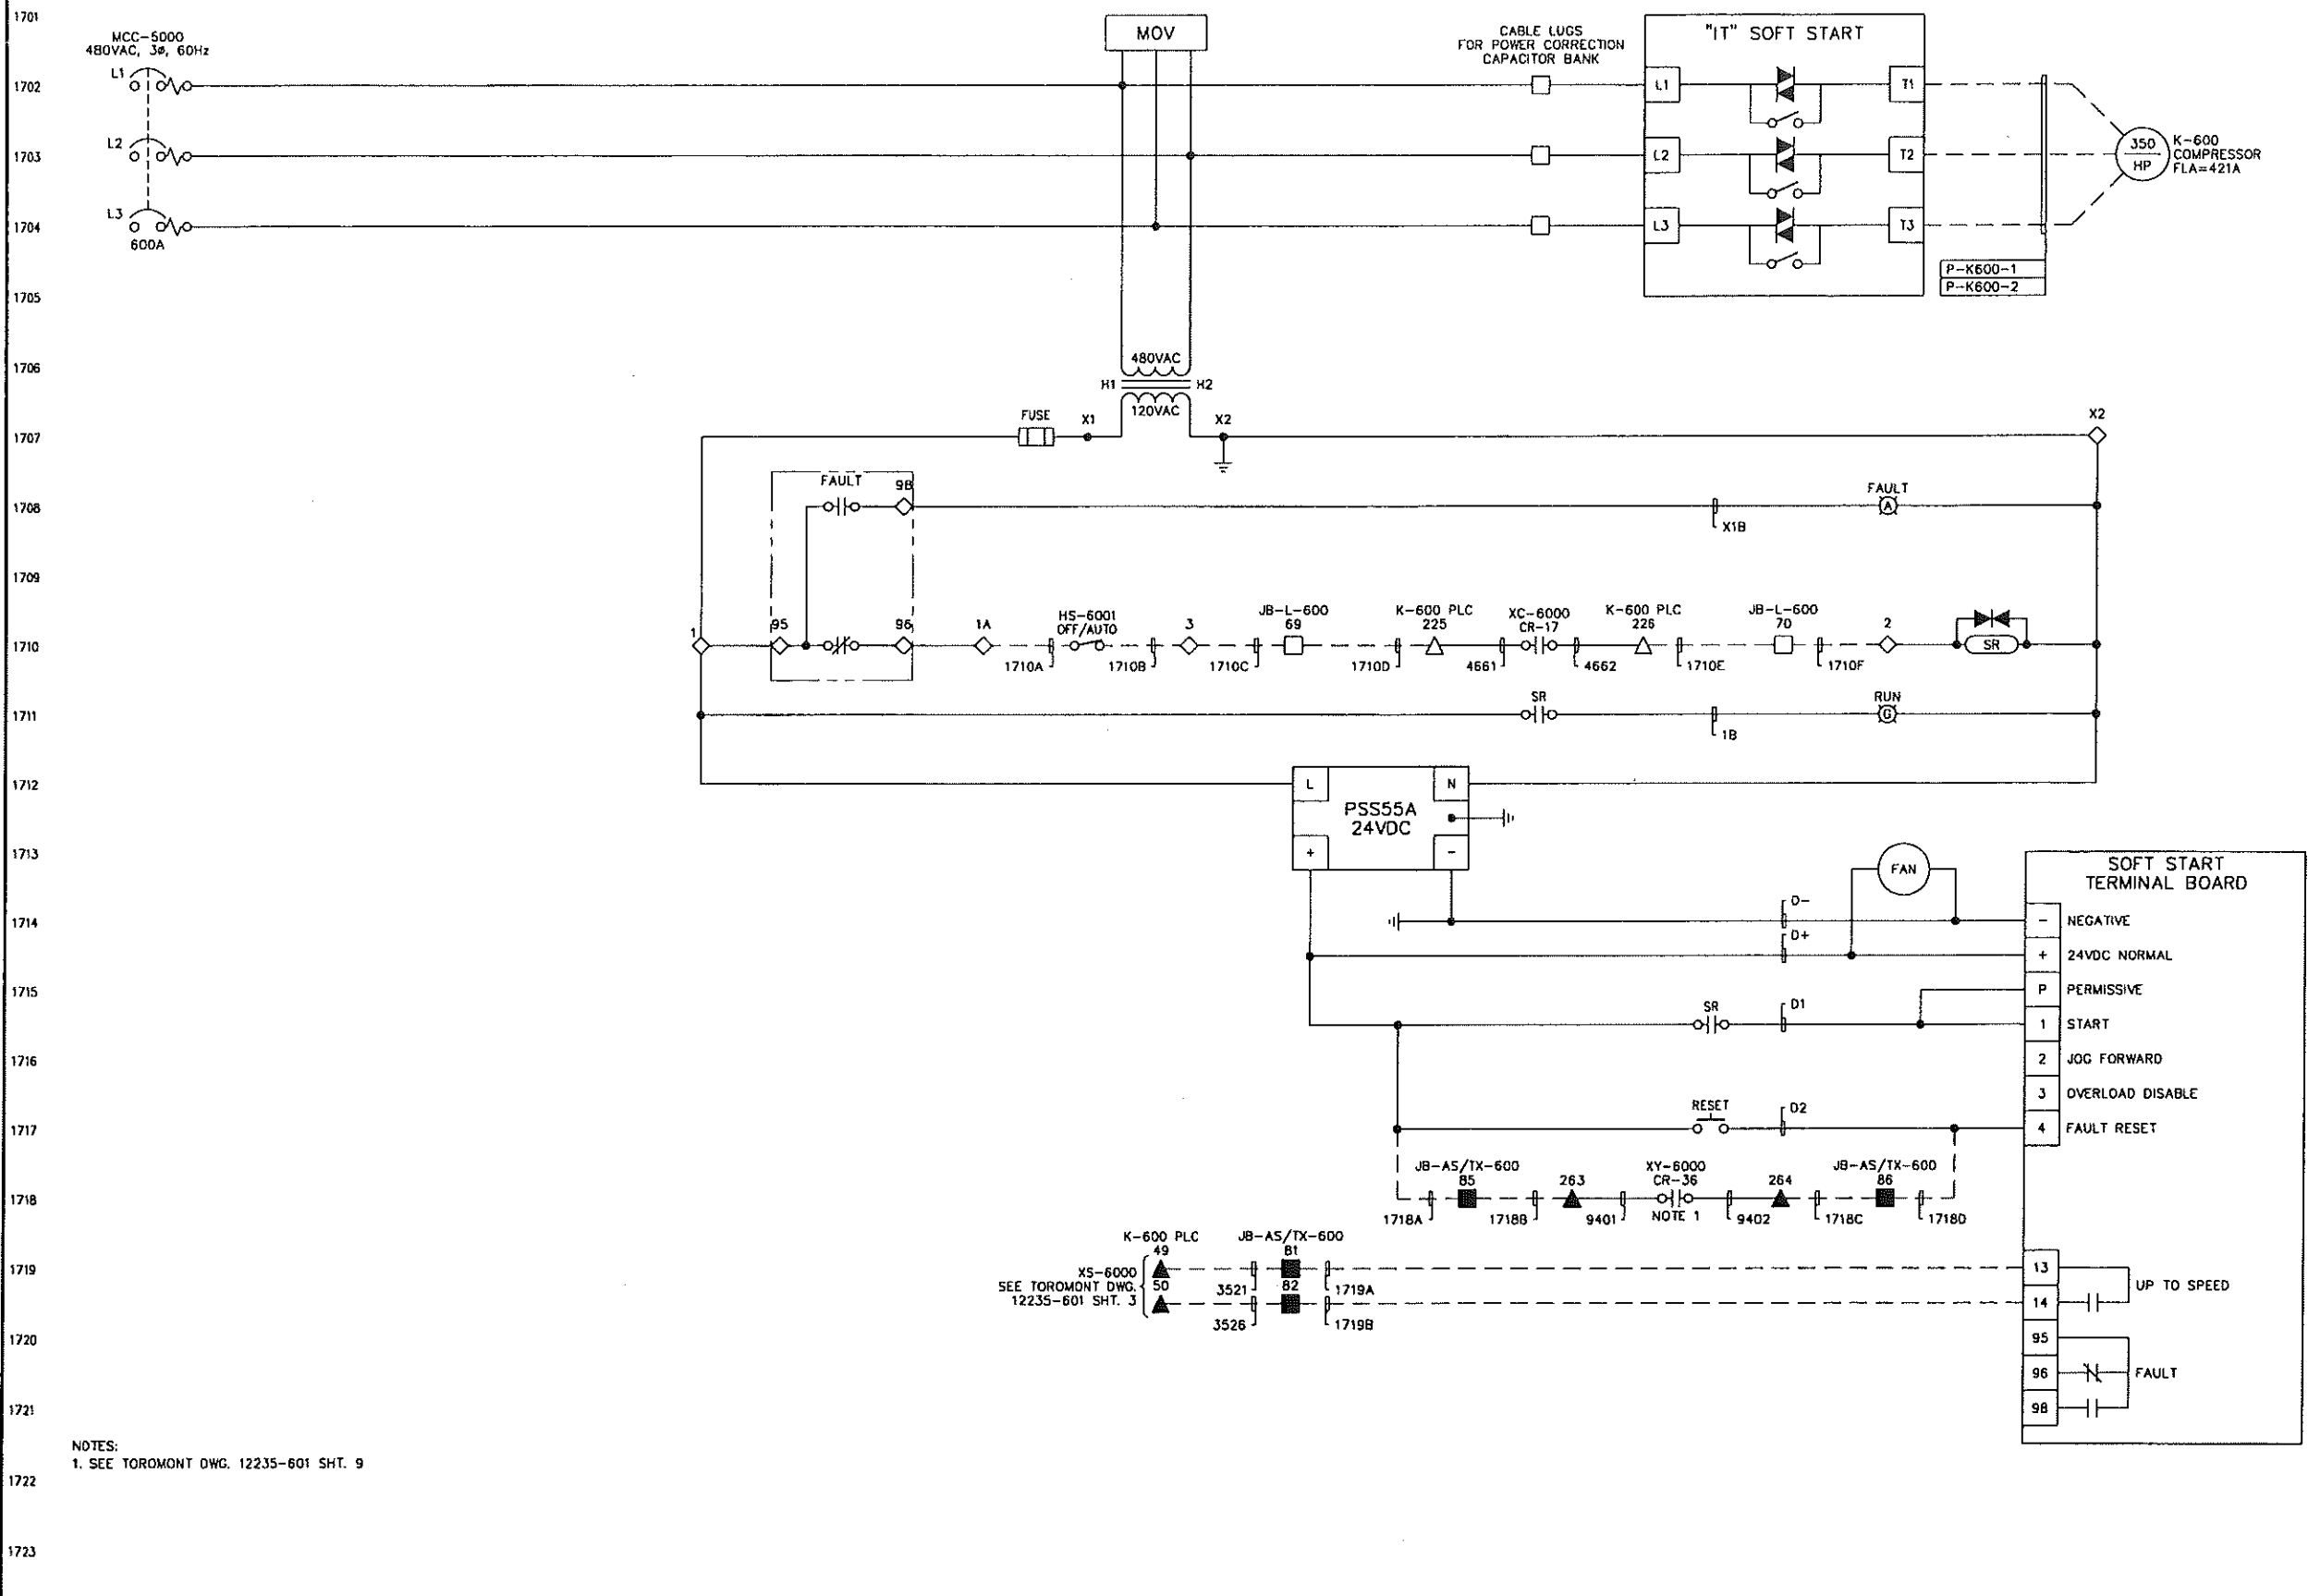 1701
MCC-5000
480VAC, 3ø, 60Hz
MOV
CABLE LUGS
FOR POWER CORRECTION
CAPACITOR BANK
"IT" SOFT START
1702
L1
L1
T1
1703
L2
L2
T2
350
HP
K-600
COMPRESSOR
FLA=421A
1704
L3
600A
L3
T3
P-K600-1
P-K600-2
1705
1706
480VAC
H1
H2
120VAC
1707
FUSE
X1
X2
X2
1708
FAULT
98
X1B
FAULT
A
1709
1710
1
95
96
1A
1710A
HS-6001
OFF/AUTO
1710B
3
1710C
JB-L-600
69
1710D
K-600 PLC
225
4661
XC-6000
CR-17
4662
K-600 PLC
226
1710E
JB-L-600
70
1710F
2
SR
1711
SR
1B
RUN
G
1712
L
N
PSS55A
24VDC
1713
+
-
FAN
SOFT START
TERMINAL BOARD
1714
D-
- NEGATIVE
D+
+ 24VDC NORMAL
1715
P PERMISSIVE
SR
D1
1 START
1716
2 JOG FORWARD
3 OVERLOAD DISABLE
1717
RESET
D2
4 FAULT RESET
1718
1718A
JB-AS/TX-600
85
1718B
263
9401
XY-6000
CR-36
NOTE 1
9402
264
1718C
JB-AS/TX-600
86
1718D
1719
K-600 PLC
49
50
XS-6000
SEE TOROMONT DWG.
12235-601 SHT. 3
JB-AS/TX-600
81
82
3521
1719A
3526
1719B
13
14
UP TO SPEED
1720
95
96
FAULT
1721
98
NOTES:
1. SEE TOROMONT DWG. 12235-601 SHT. 9
1722
1723